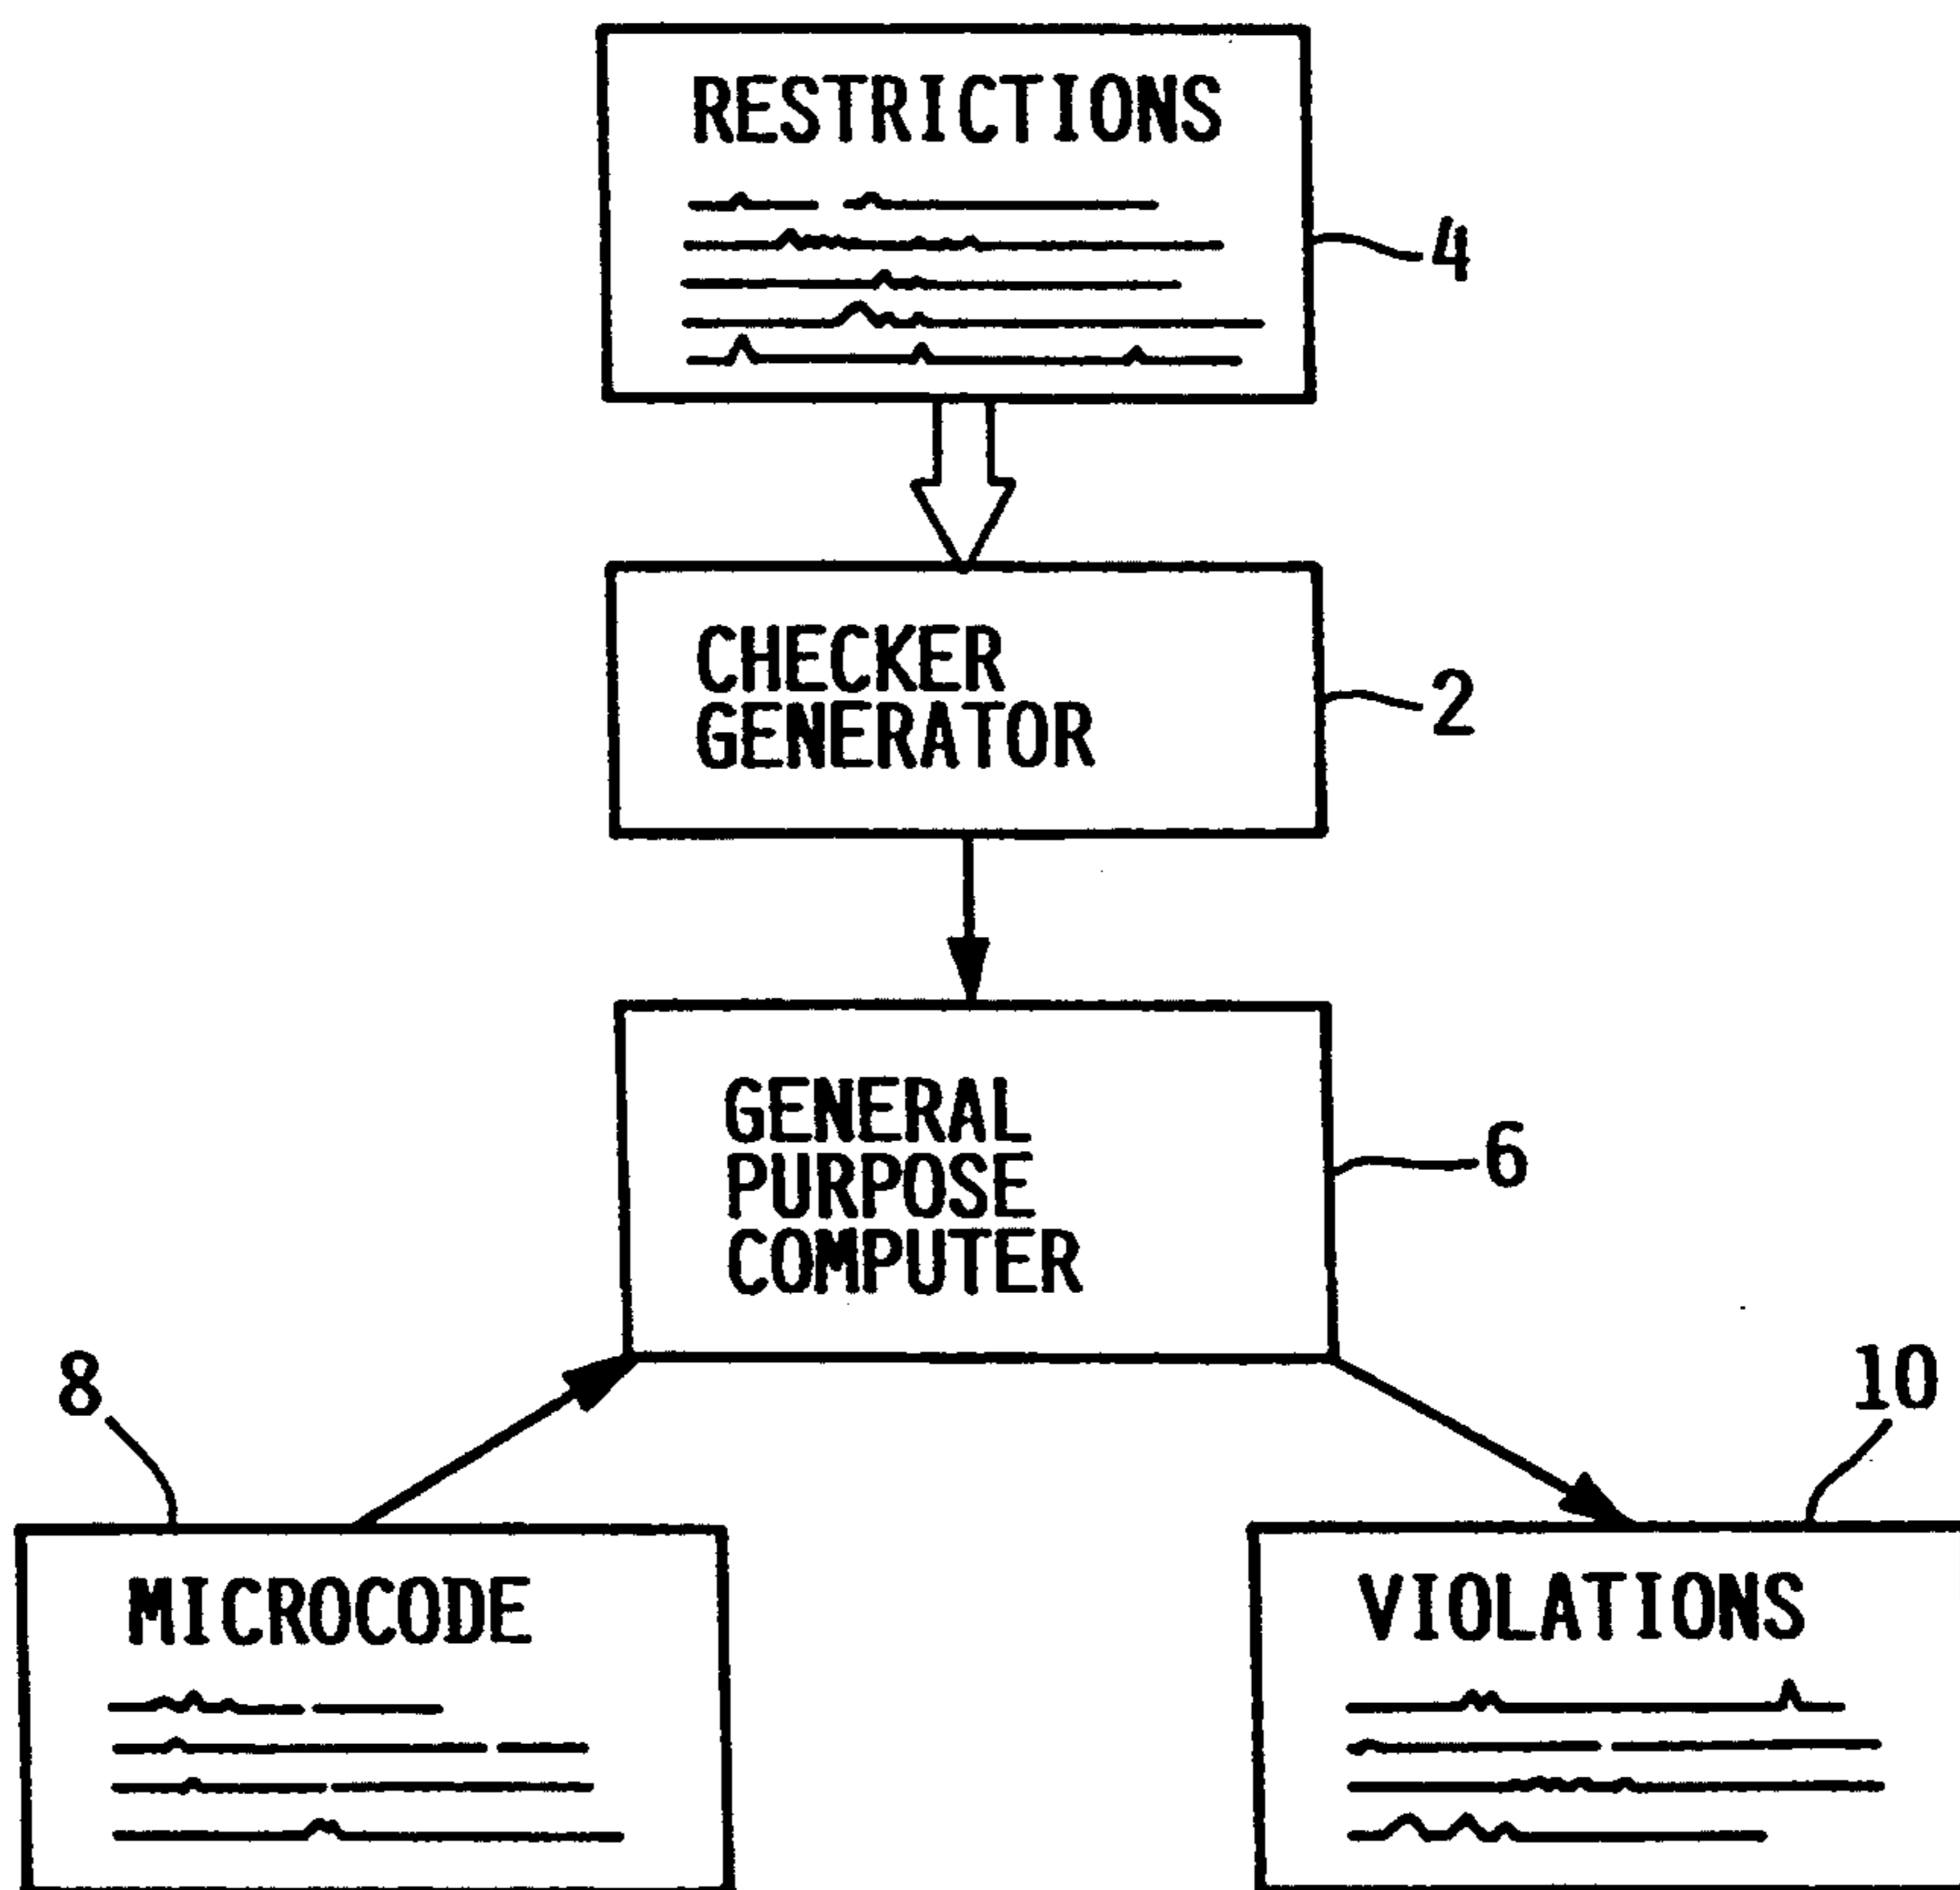 RESTRICTIONS
4
CHECKER
GENERATOR
2
GENERAL
PURPOSE
COMPUTER
6
8
10
MICROCODE
VIOLATIONS